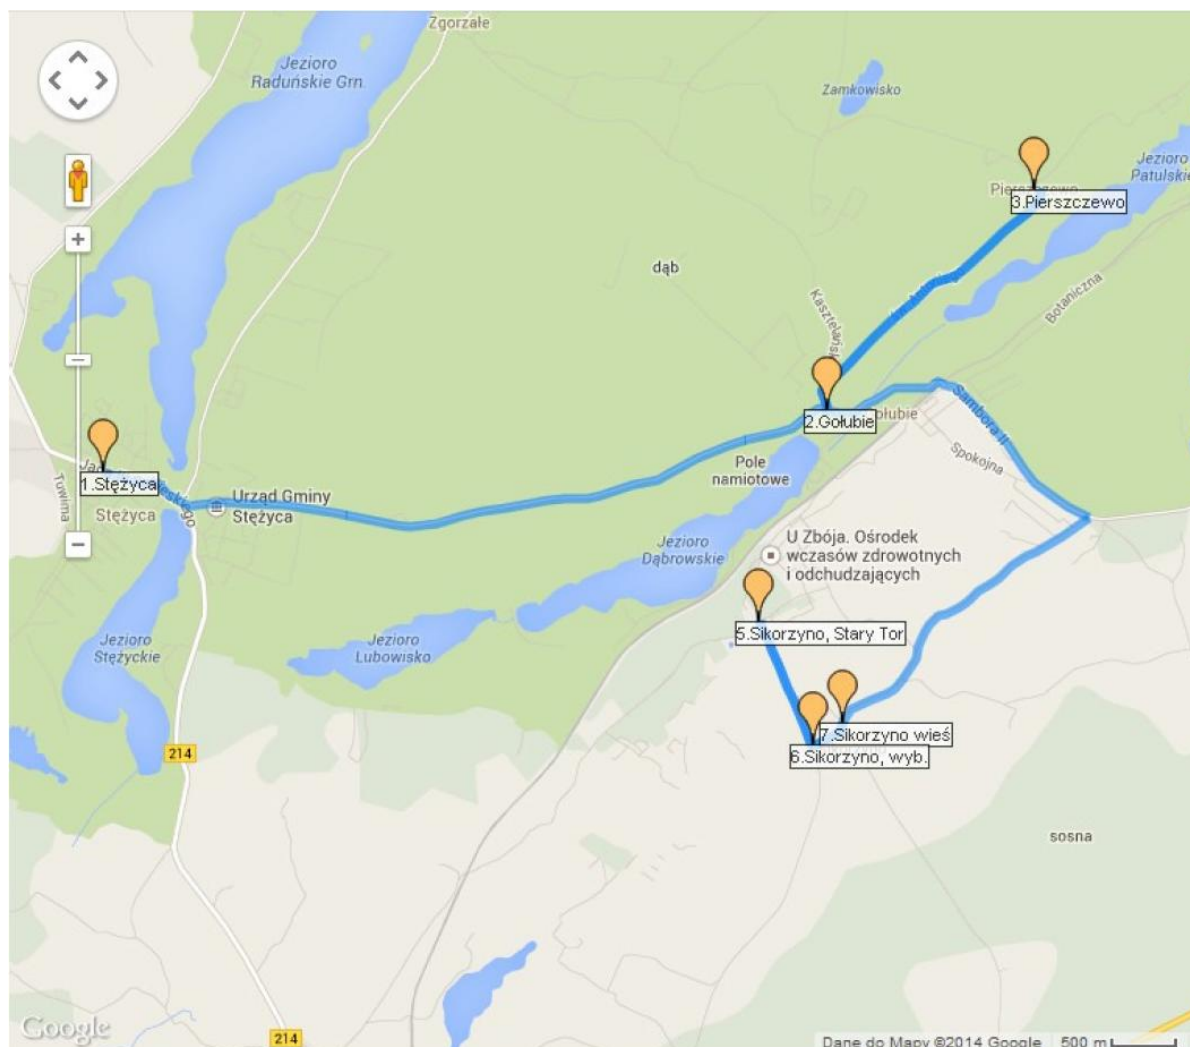 Zgorzałe
Jezioro
Raduńskie Grn.
Zamkowisko
Jezioro
Patulskie
Pierszczewo
3.Pierszczewo
dąb
Botaniczna
2.Gołubie
Sambora II
Spokojna
Pole
namiotowe
1.Stężyca
Tuwima
Stężyca
Urząd Gminy
Stężyca
Jezioro
Dąbrowskie
U Zbója. Ośrodek
wczasów zdrowotnych
i odchudzających
5.Sikorzyno, Stary Tor
Jezioro
Stężyckie
Jezioro
Lubowisko
7.Sikorzyno wieś
6.Sikorzyno, wyb.
214
sosna
214
Google
Dane do Mapy ©2014 Google
500 m